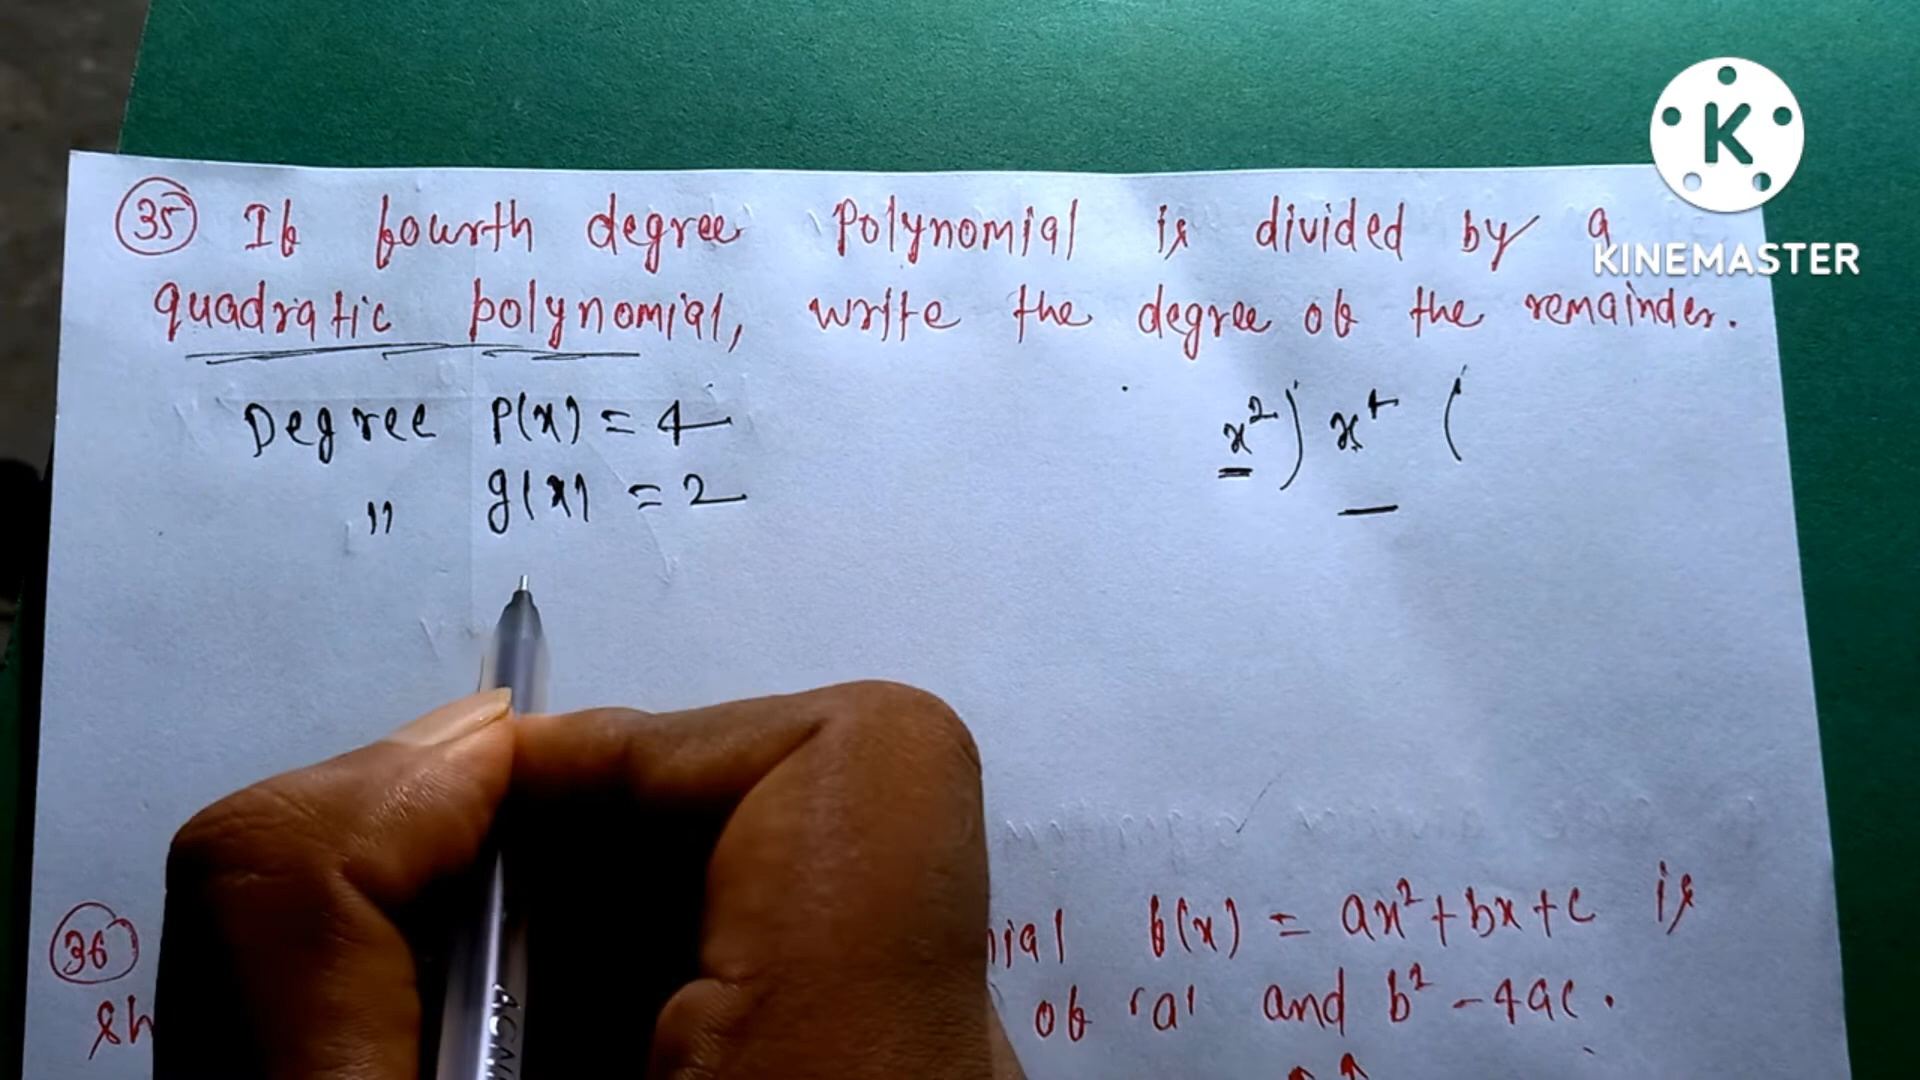 K
KINEMASTER
35 If fourth degree polynomial is divided by a
quadratic polynomial, write the degree of the remainder.
Degree P(x) = 4
" g(x) = 2
x²) x⁴ (
36 f(x) = ax² + bx + c is
of 'a' and b² - 4ac.